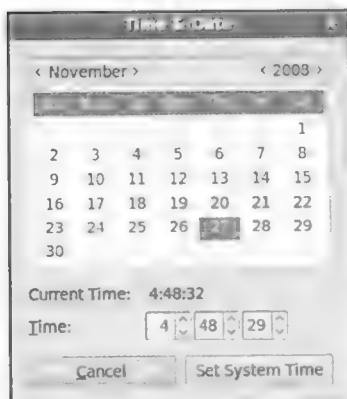 ‹ November › ‹ 2008 ›
1
2 3 4 5 6 7 8
9 10 11 12 13 14 15
16 17 18 19 20 21 22
23 24 25 26 27 28 29
30
Current Time: 4:48:32
Time: 4 48 29
Cancel Set System Time